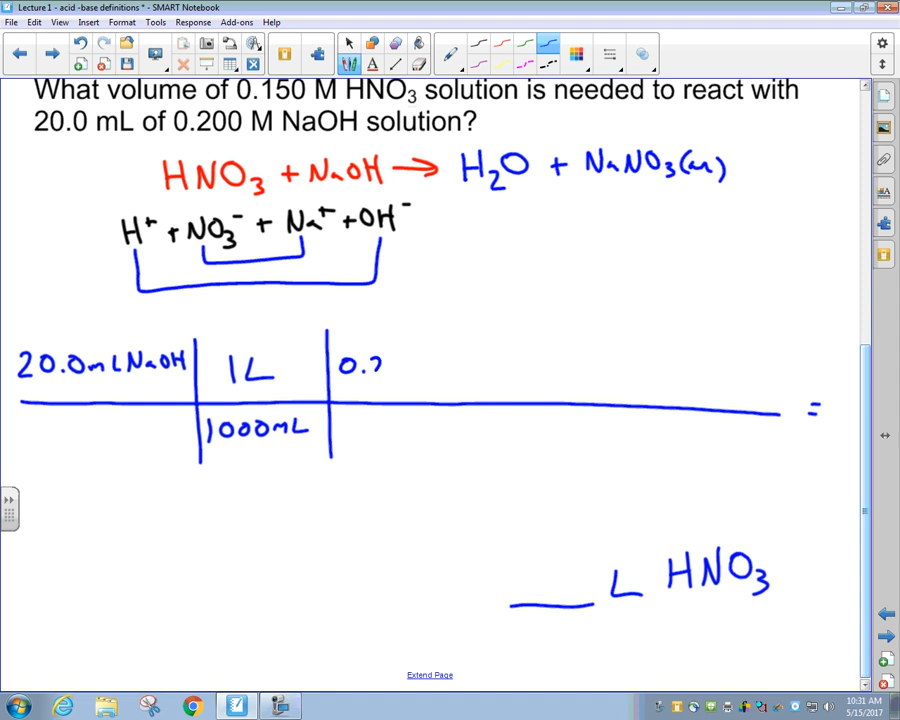 Lecture 1 - acid -base definitions * - SMART Notebook
File Edit View Insert Format Tools Response Add-ons Help
What volume of 0.150 M HNO₃ solution is needed to react with
20.0 mL of 0.200 M NaOH solution?
HNO₃ + NaOH → H₂O + NaNO₃(aq)
H⁺ + NO₃⁻ + Na⁺ + OH⁻
20.0mL NaOH 1L 0.2
1000mL =
___ L HNO₃
Extend Page
10:31 AM
5/15/2017